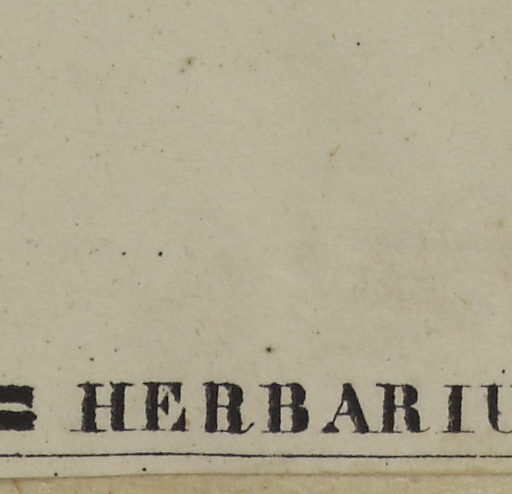 = HERBARIU